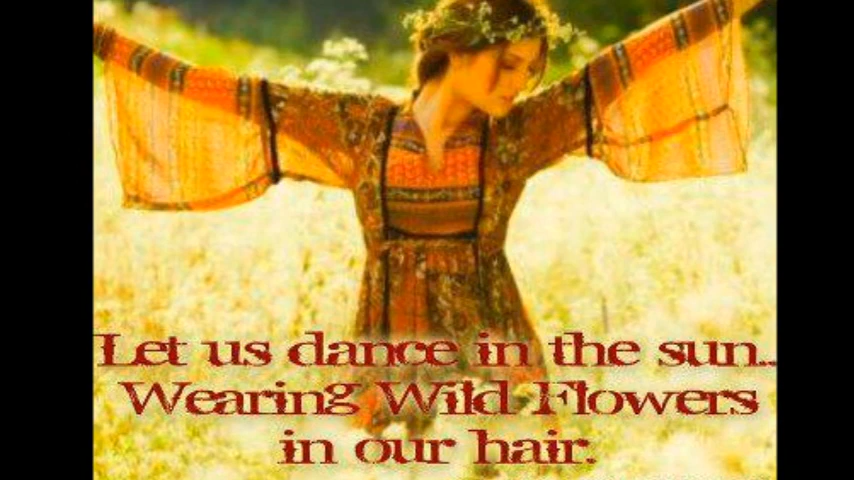 Let us dance in the sun..
Wearing Wild Flowers
in our hair.